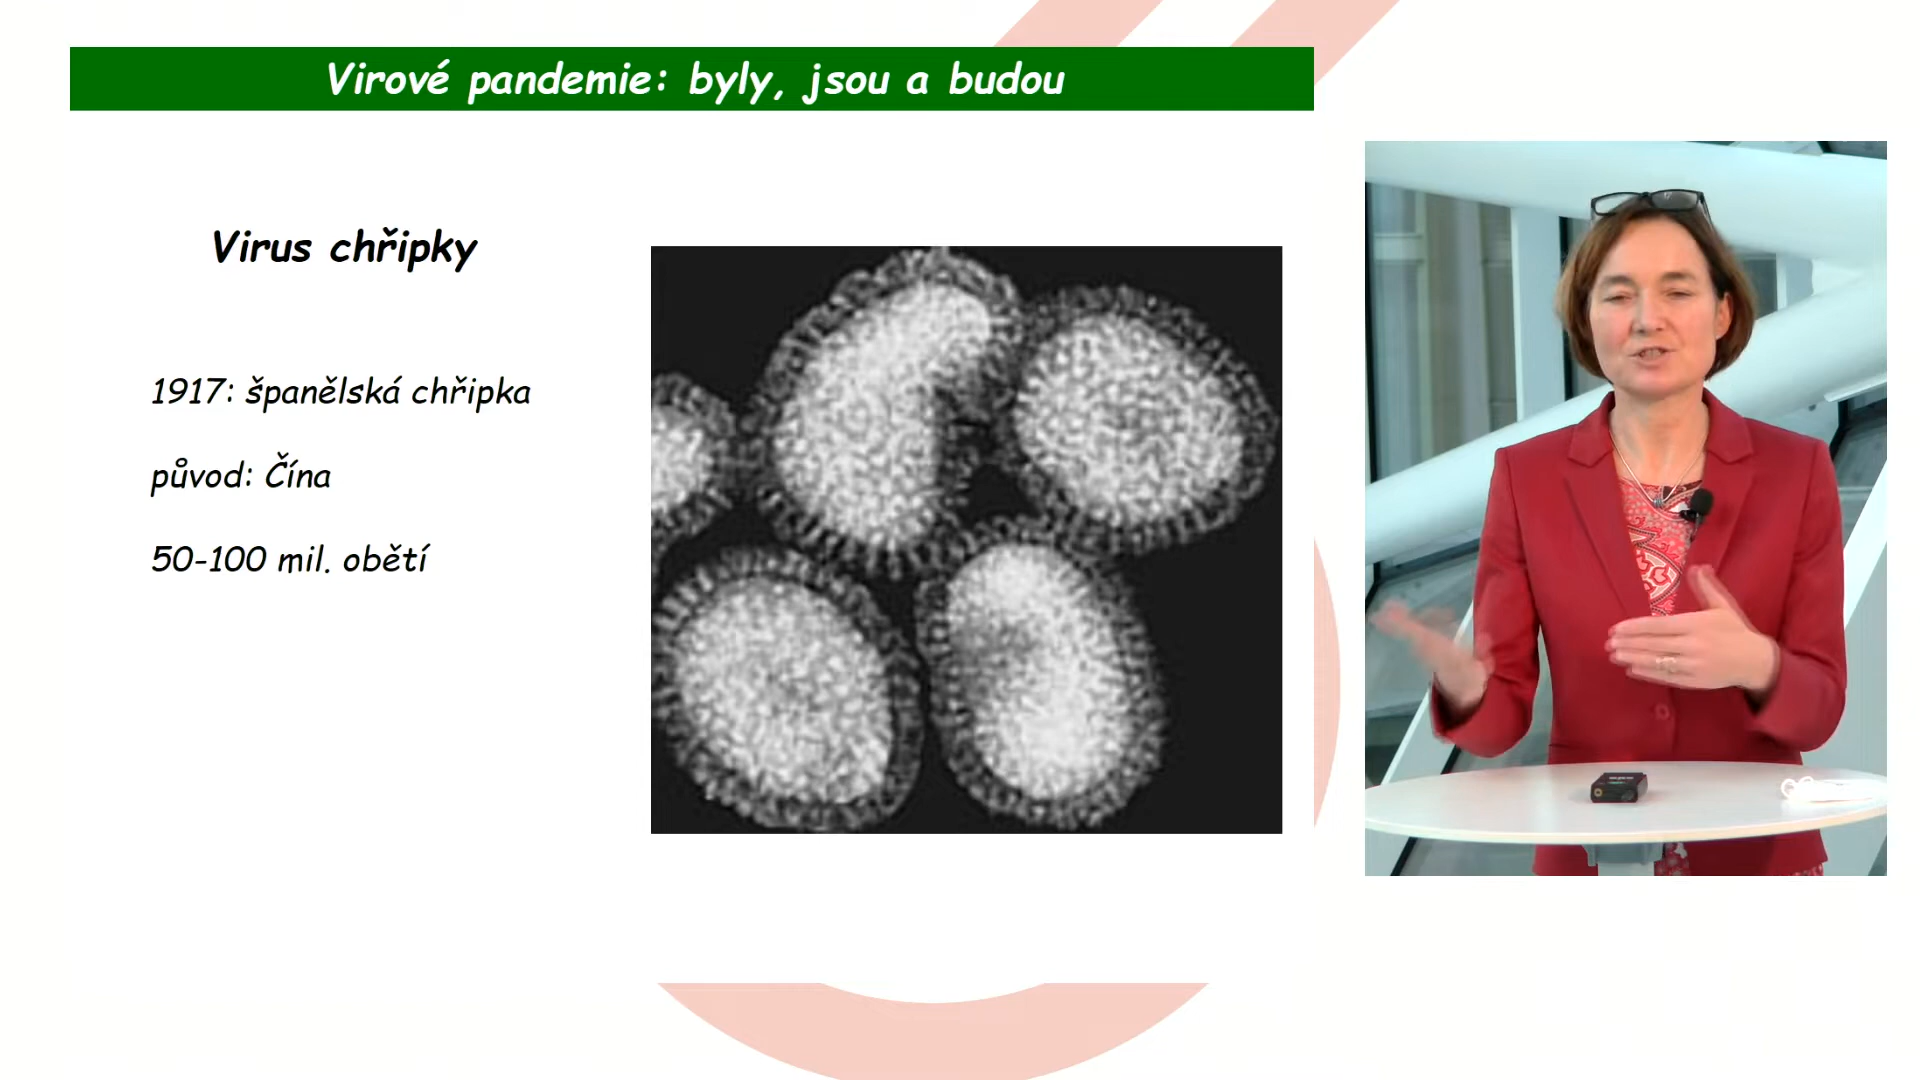 Virové pandemie: byly, jsou a budou
Virus chřipky
1917: španělská chřipka
původ: Čína
50-100 mil. obětí